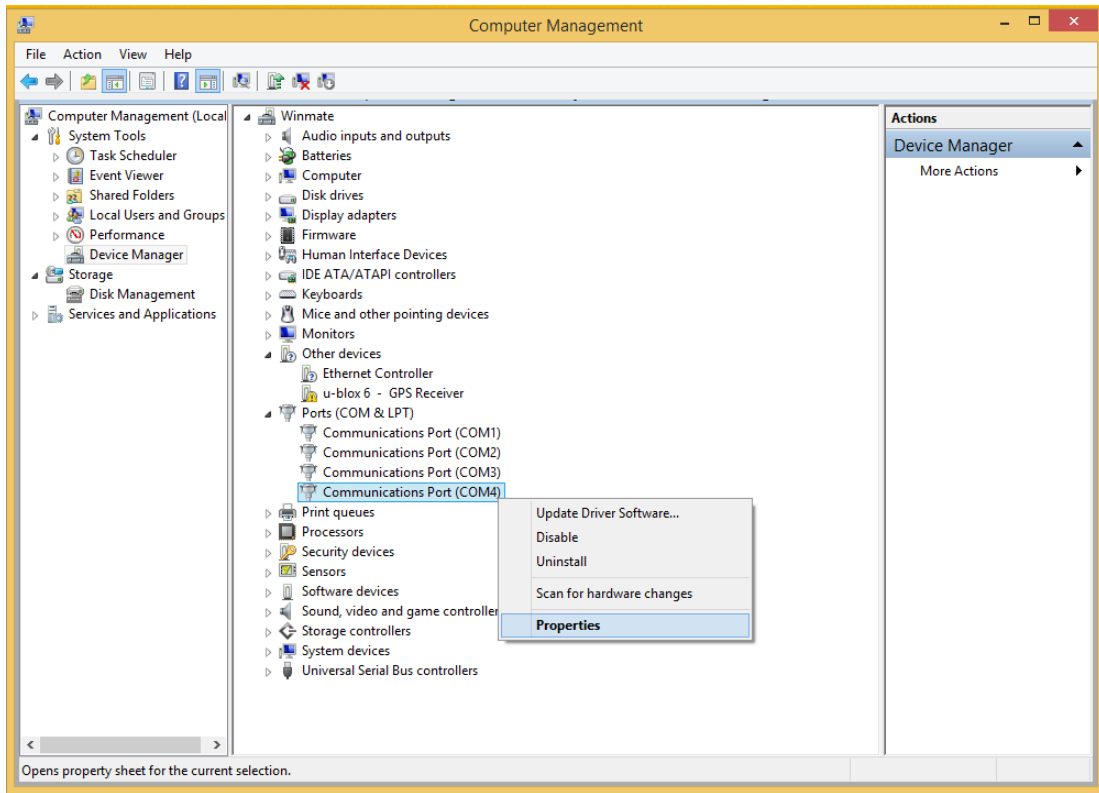 Computer Management
File Action View Help
Computer Management (Local
System Tools
Task Scheduler
Event Viewer
Shared Folders
Local Users and Groups
Performance
Device Manager
Storage
Disk Management
Services and Applications
Winmate
Audio inputs and outputs
Batteries
Computer
Disk drives
Display adapters
Firmware
Human Interface Devices
IDE ATA/ATAPI controllers
Keyboards
Mice and other pointing devices
Monitors
Other devices
Ethernet Controller
u-blox 6 - GPS Receiver
Ports (COM & LPT)
Communications Port (COM1)
Communications Port (COM2)
Communications Port (COM3)
Communications Port (COM4)
Print queues
Processors
Security devices
Sensors
Software devices
Sound, video and game controller
Storage controllers
System devices
Universal Serial Bus controllers
Update Driver Software...
Disable
Uninstall
Scan for hardware changes
Properties
Actions
Device Manager
More Actions
Opens property sheet for the current selection.